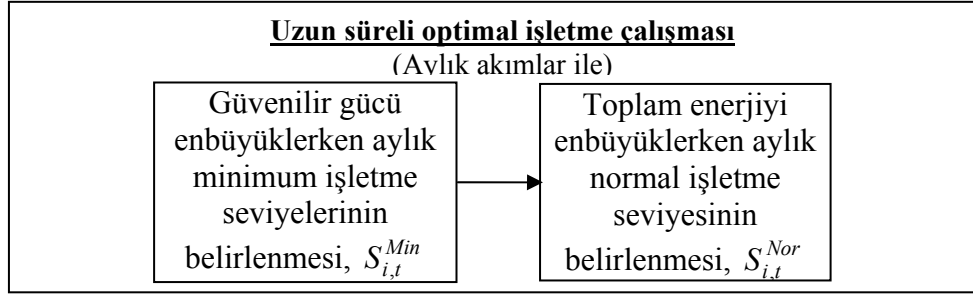 Uzun süreli optimal işletme çalışması
(Aylık akımlar ile)
Güvenilir gücü
enbüyüklerken aylık
minimum işletme
seviyelerinin
belirlenmesi, S_{i,t}^{Min}
Toplam enerjiyi
enbüyüklerken aylık
normal işletme
seviyesinin
belirlenmesi, S_{i,t}^{Nor}